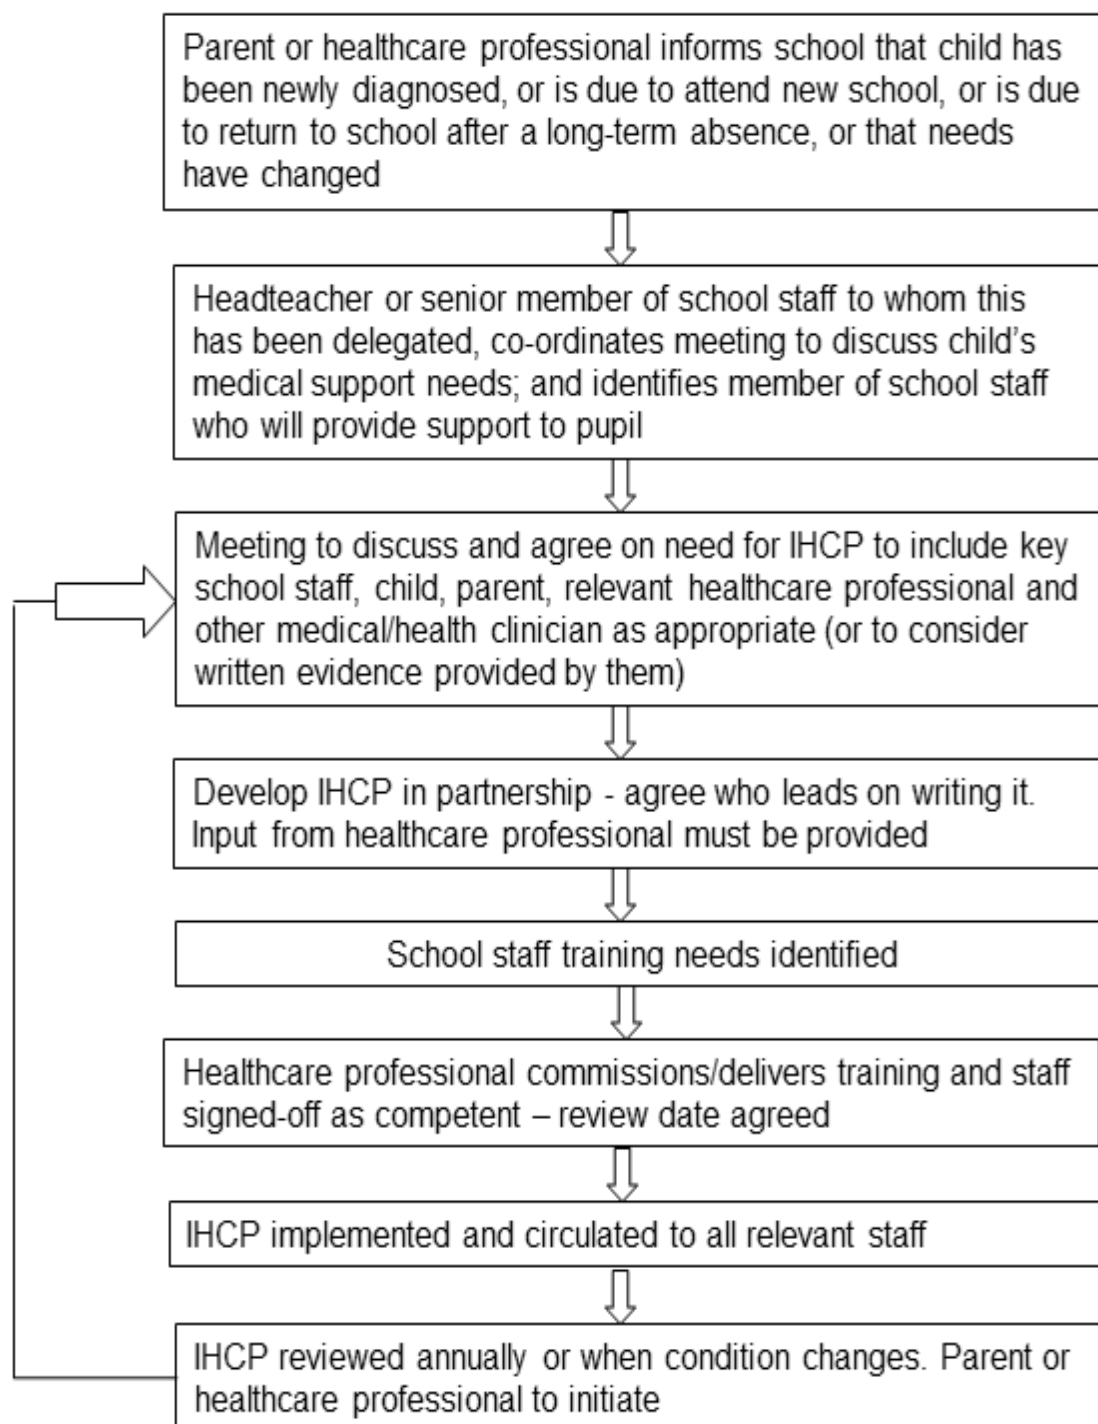 Parent or healthcare professional informs school that child has
been newly diagnosed, or is due to attend new school, or is due
to return to school after a long-term absence, or that needs
have changed
Headteacher or senior member of school staff to whom this
has been delegated, co-ordinates meeting to discuss child’s
medical support needs; and identifies member of school staff
who will provide support to pupil
Meeting to discuss and agree on need for IHCP to include key
school staff, child, parent, relevant healthcare professional and
other medical/health clinician as appropriate (or to consider
written evidence provided by them)
Develop IHCP in partnership - agree who leads on writing it.
Input from healthcare professional must be provided
School staff training needs identified
Healthcare professional commissions/delivers training and staff
signed-off as competent – review date agreed
IHCP implemented and circulated to all relevant staff
IHCP reviewed annually or when condition changes. Parent or
healthcare professional to initiate